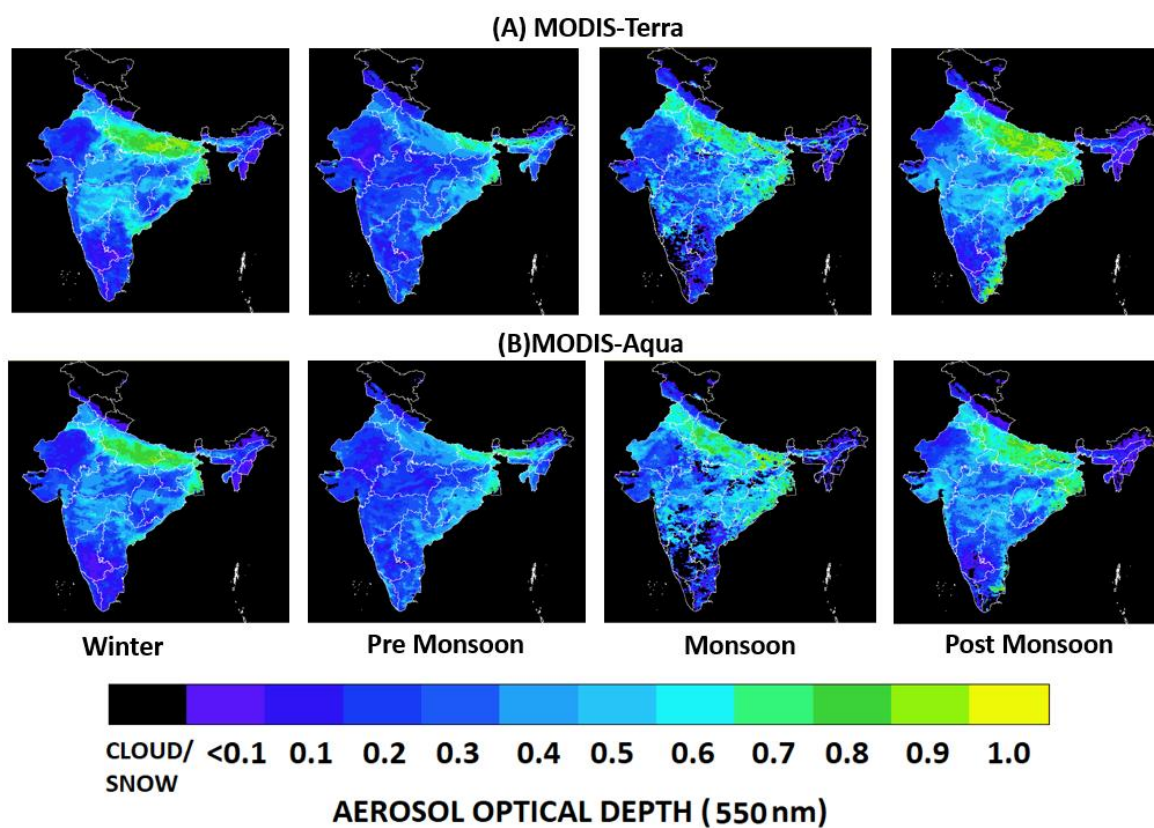 (A) MODIS-Terra
(B)MODIS-Aqua
Winter Pre Monsoon Monsoon Post Monsoon
CLOUD/ <0.1 0.1 0.2 0.3 0.4 0.5 0.6 0.7 0.8 0.9 1.0
SNOW
AEROSOL OPTICAL DEPTH (550nm)